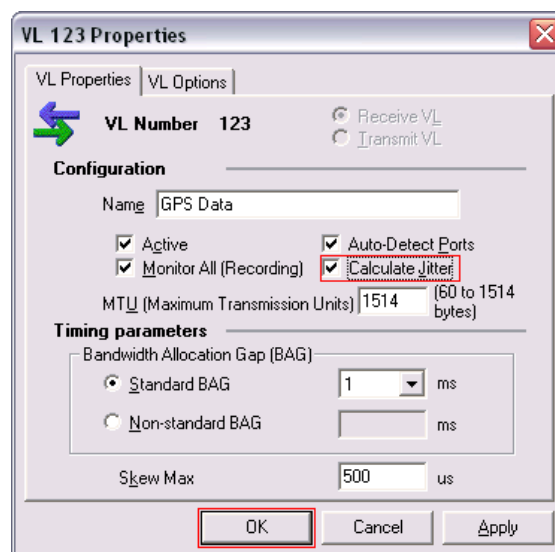 VL 123 Properties
VL Properties
VL Options
VL Number 123
Receive VL
Transmit VL
Configuration
Name GPS Data
Active
Auto-Detect Ports
Monitor All (Recording)
Calculate Jitter
MTU (Maximum Transmission Units) 1514 (60 to 1514
bytes)
Timing parameters
Bandwidth Allocation Gap (BAG)
Standard BAG 1 ms
Non-standard BAG ms
Skew Max 500 us
OK
Cancel
Apply